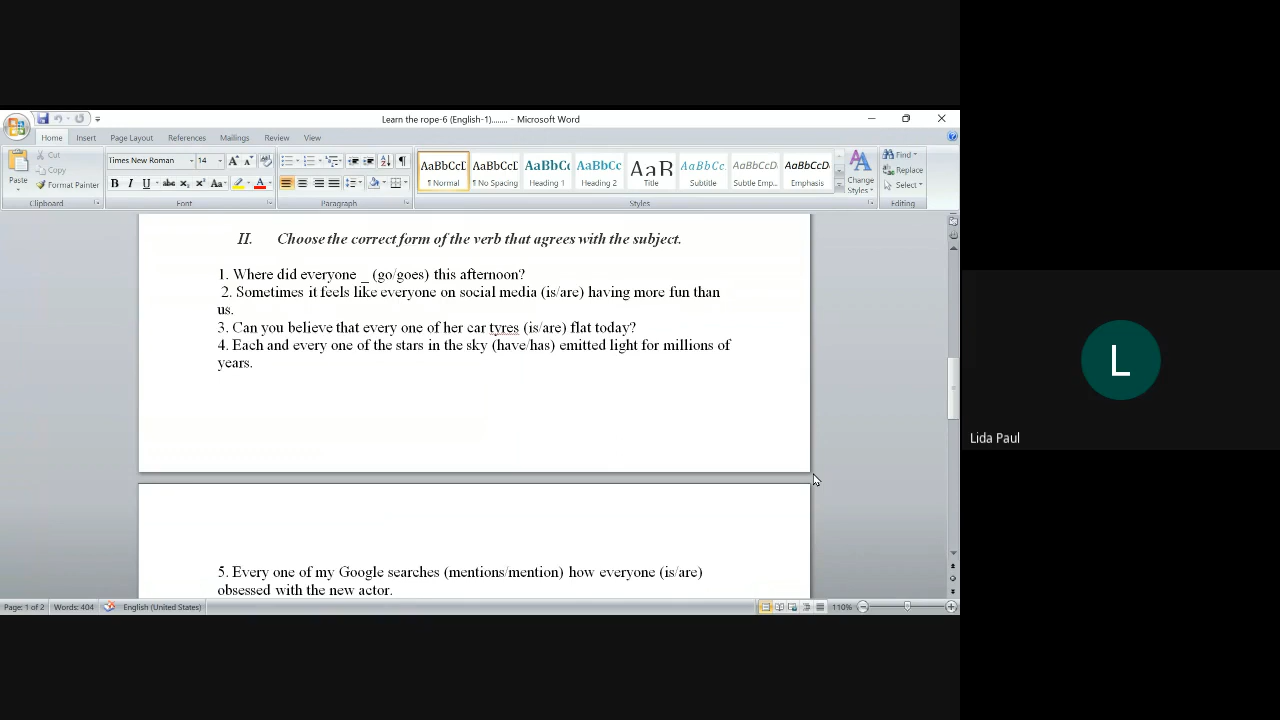 Learn the rope-6 (English-1)........ - Microsoft Word
Home Insert Page Layout References Mailings Review View
Paste
Cut
Copy
Format Painter
Clipboard
Times New Roman 14
Font
Paragraph
AaBbCcI AaBbCcI AaBbC AaBbCc AaB AaBbCc. AaBbCcD AaBbCcD
¶ Normal ¶ No Spacing Heading 1 Heading 2 Title Subtitle Subtle Emp... Emphasis
Change Styles
Styles
Find
Replace
Select
Editing
II. Choose the correct form of the verb that agrees with the subject.
1. Where did everyone _ (go/goes) this afternoon?
2. Sometimes it feels like everyone on social media (is/are) having more fun than
us.
3. Can you believe that every one of her car tyres (is/are) flat today?
4. Each and every one of the stars in the sky (have/has) emitted light for millions of
years.
5. Every one of my Google searches (mentions/mention) how everyone (is/are)
obsessed with the new actor.
Page: 1 of 2 Words: 404 English (United States) 110%
L
Lida Paul